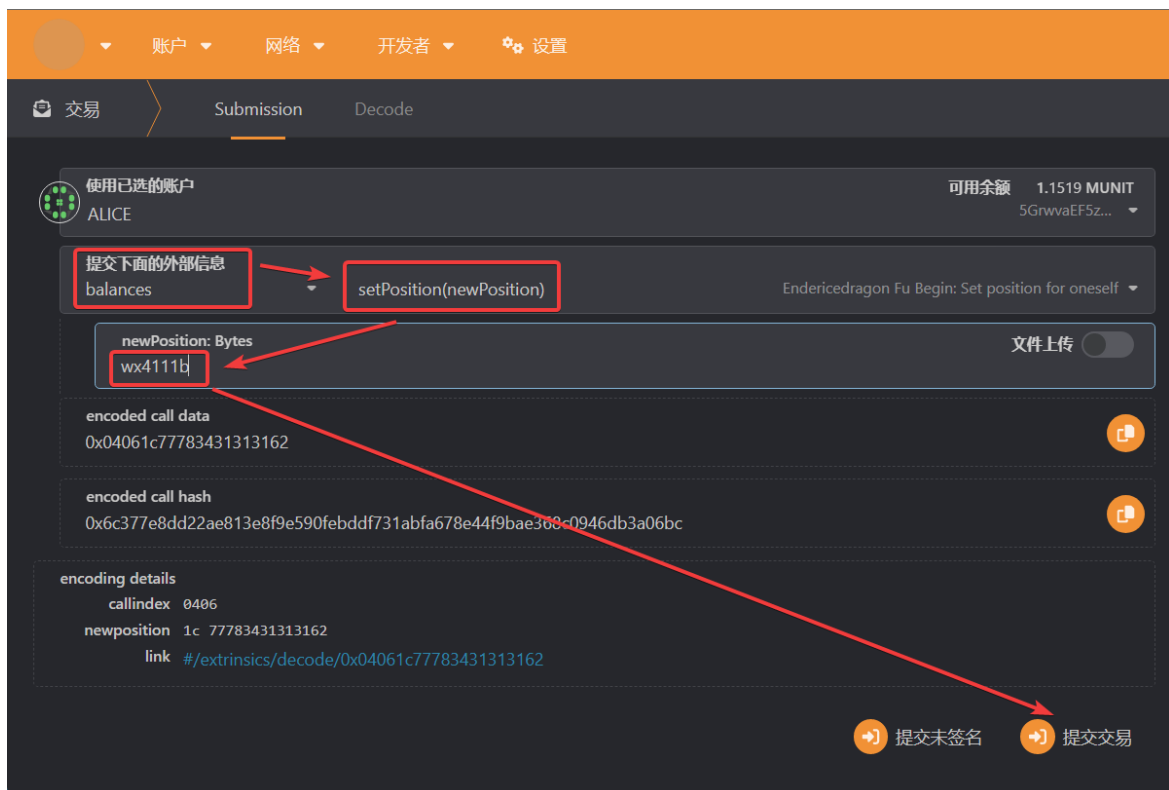 账户
网络
开发者
设置
交易
Submission
Decode
使用已选的账户
ALICE
可用余额 1.1519 MUNIT
5GrwvaEF5z...
提交下面的外部信息
balances
setPosition(newPosition)
Endericedragon Fu Begin: Set position for oneself
newPosition: Bytes
wx4111b
文件上传
encoded call data
0x04061c77783431313162
encoded call hash
0x6c377e8dd22ae813e8f9e590febddf731abfa678e44f9bae368c0946db3a06bc
encoding details
callindex 0406
newposition 1c 77783431313162
link #/extrinsics/decode/0x04061c77783431313162
提交未签名
提交交易